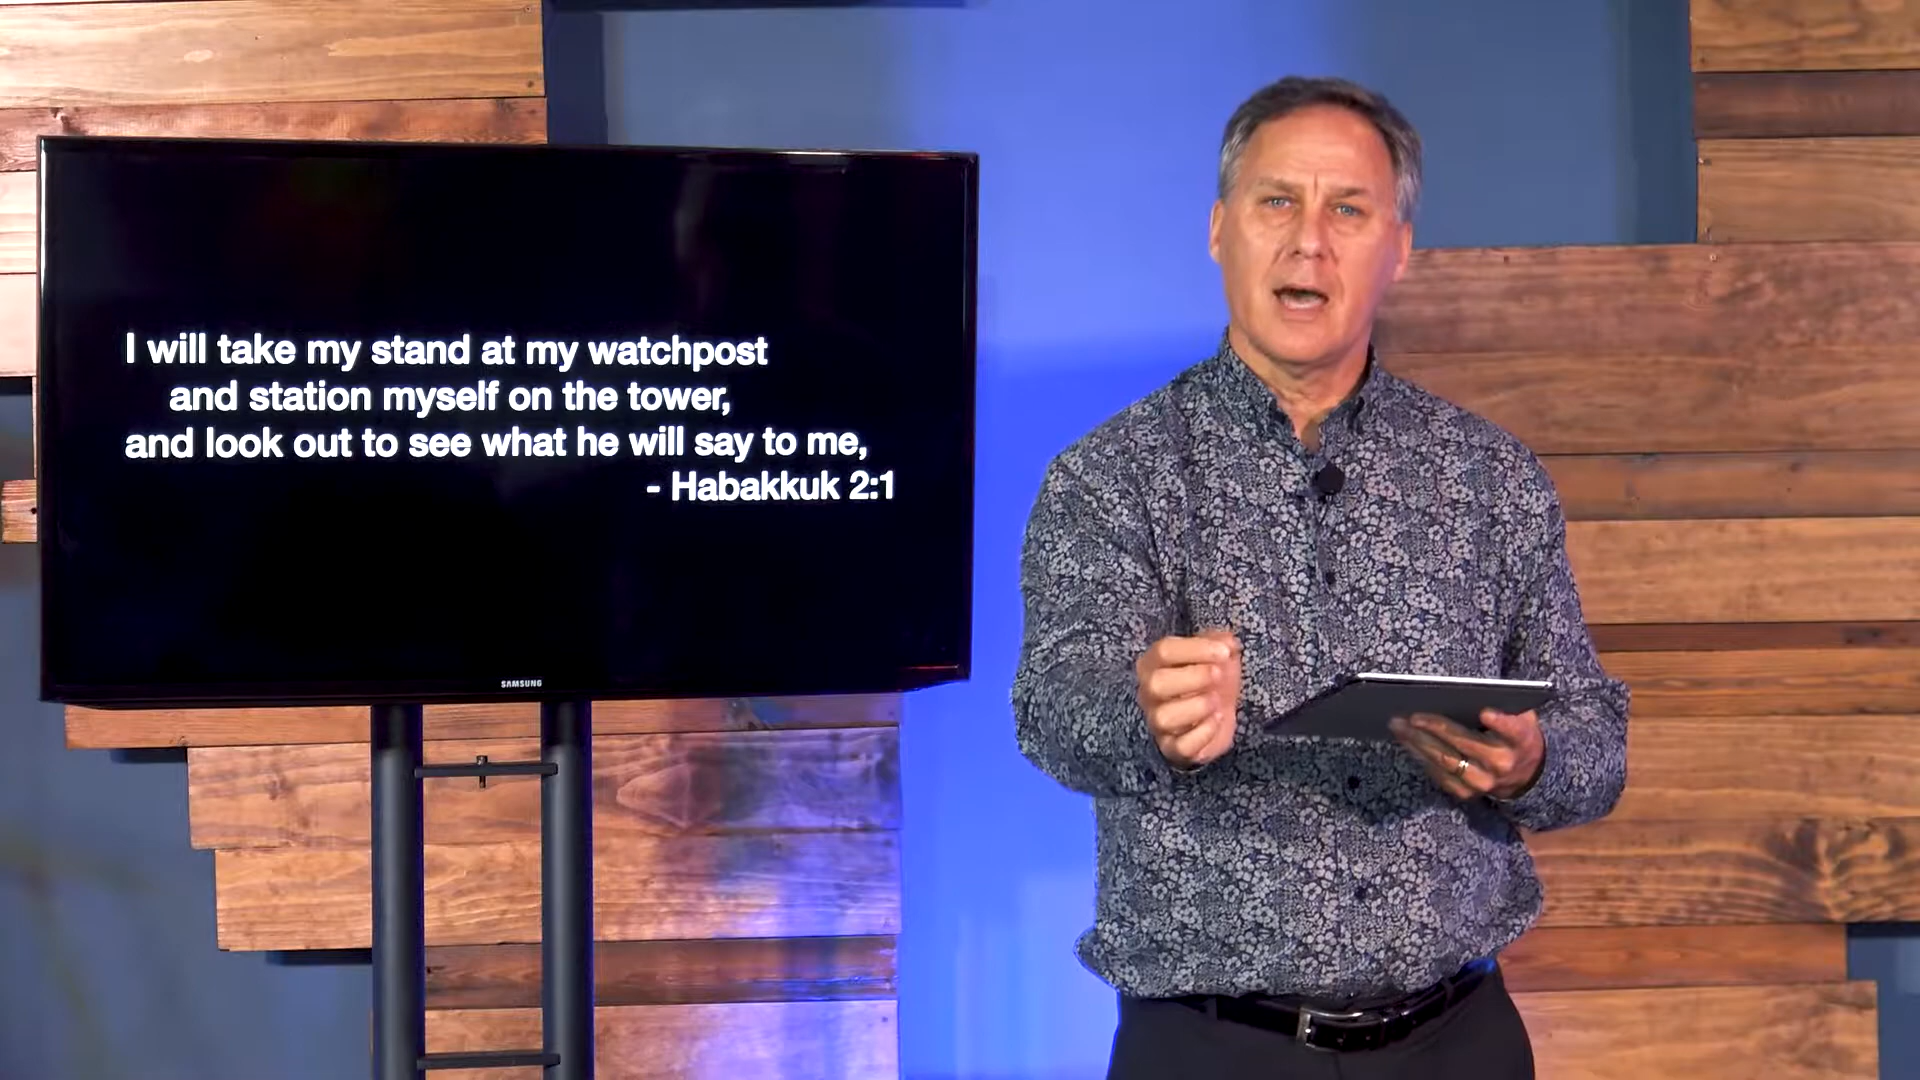 I will take my stand at my watchpost
and station myself on the tower,
and look out to see what he will say to me,
- Habakkuk 2:1
SAMSUNG